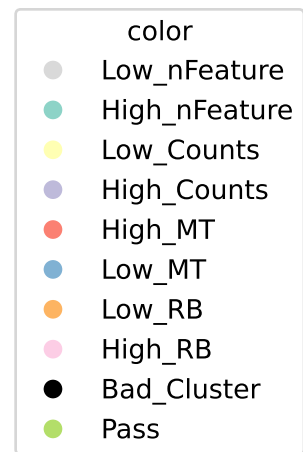 color
Low_nFeature
High_nFeature
Low_Counts
High_Counts
High_MT
Low_MT
Low_RB
High_RB
Bad_Cluster
Pass